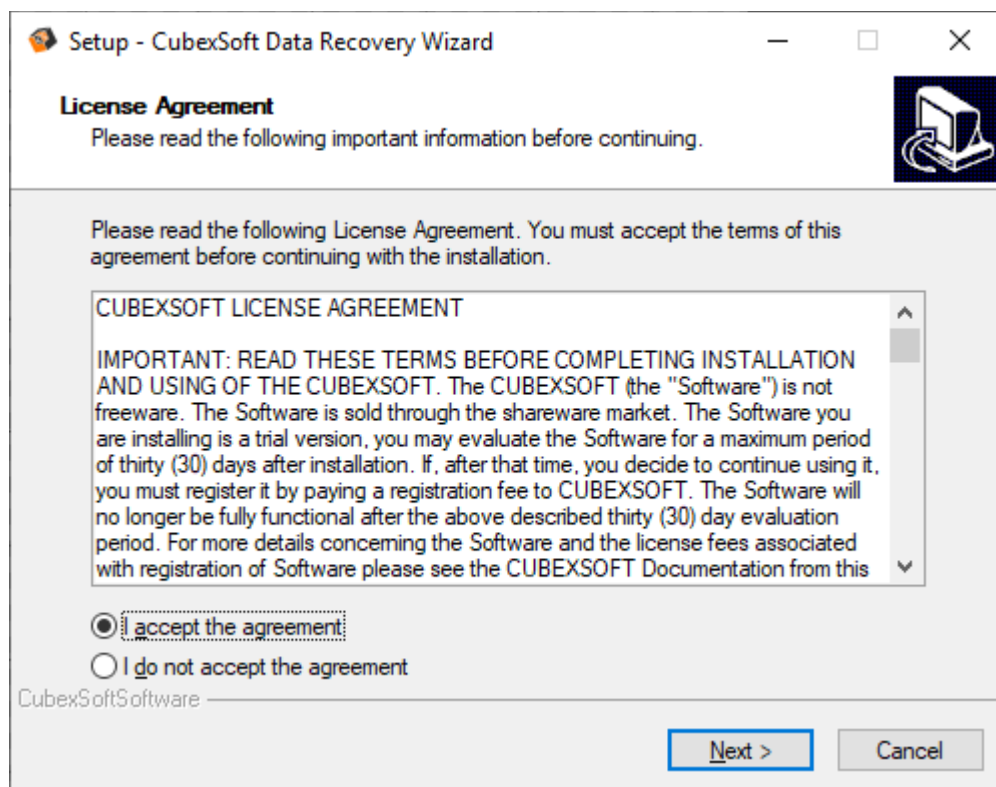 Setup - CubexSoft Data Recovery Wizard
License Agreement
Please read the following important information before continuing.
Please read the following License Agreement. You must accept the terms of this
agreement before continuing with the installation.
CUBEXSOFT LICENSE AGREEMENT
IMPORTANT: READ THESE TERMS BEFORE COMPLETING INSTALLATION
AND USING OF THE CUBEXSOFT. The CUBEXSOFT (the "Software") is not
freeware. The Software is sold through the shareware market. The Software you
are installing is a trial version, you may evaluate the Software for a maximum period
of thirty (30) days after installation. If, after that time, you decide to continue using it,
you must register it by paying a registration fee to CUBEXSOFT. The Software will
no longer be fully functional after the above described thirty (30) day evaluation
period. For more details concerning the Software and the license fees associated
with registration of Software please see the CUBEXSOFT Documentation from this
I accept the agreement
I do not accept the agreement
CubexSoftSoftware
Next >
Cancel